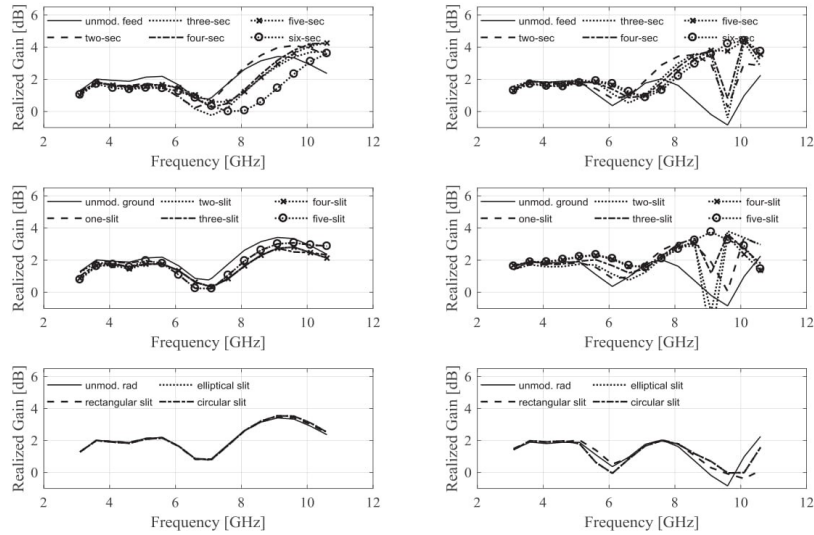 Realized Gain [dB]
6
4
2
0
unmod. feed three-sec five-sec
two-sec four-sec six-sec
2 4 6 8 10 12
Frequency [GHz]
Realized Gain [dB]
6
4
2
0
unmod. feed three-sec five-sec
two-sec four-sec six-sec
2 4 6 8 10 12
Frequency [GHz]
Realized Gain [dB]
6
4
2
0
unmod. ground two-slit four-slit
one-slit three-slit five-slit
2 4 6 8 10 12
Frequency [GHz]
Realized Gain [dB]
6
4
2
0
unmod. ground two-slit four-slit
one-slit three-slit five-slit
2 4 6 8 10 12
Frequency [GHz]
Realized Gain [dB]
6
4
2
0
unmod. rad elliptical slit
rectangular slit circular slit
2 4 6 8 10 12
Frequency [GHz]
Realized Gain [dB]
6
4
2
0
unmod. rad elliptical slit
rectangular slit circular slit
2 4 6 8 10 12
Frequency [GHz]